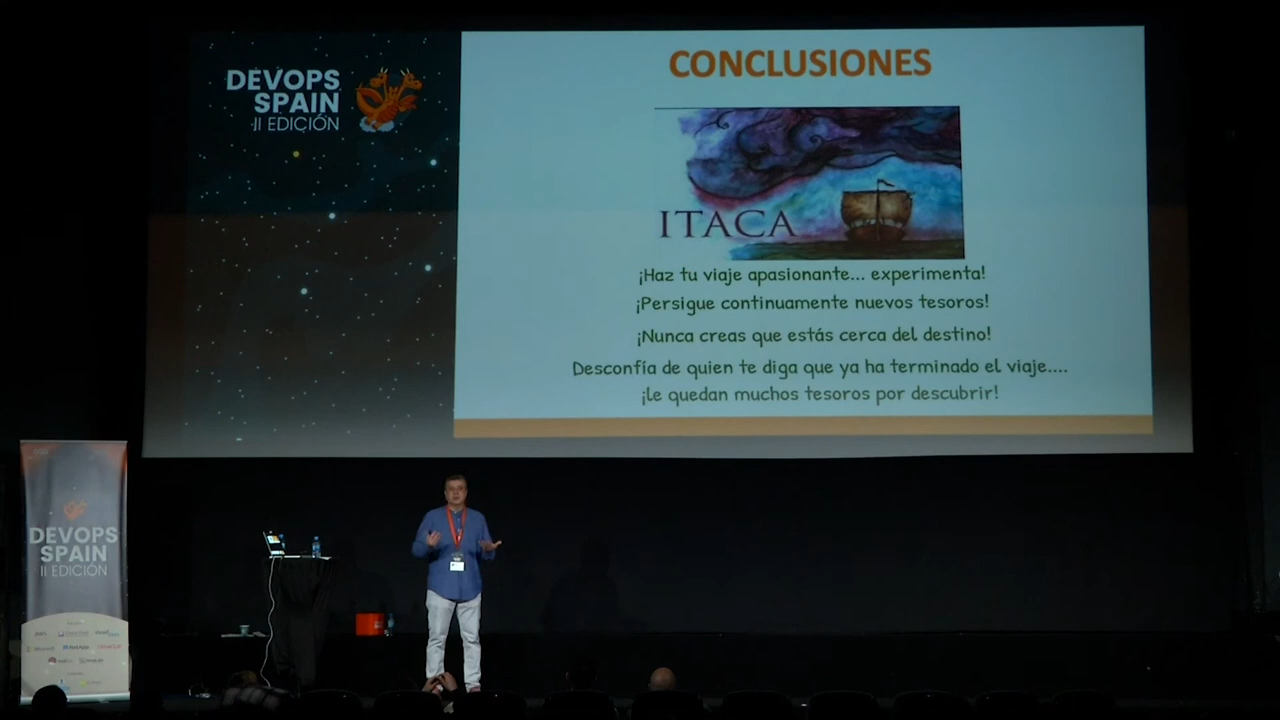 DEVOPS
SPAIN
II EDICIÓN
CONCLUSIONES
ITACA
¡Haz tu viaje apasionante... experimenta!
¡Persigue continuamente nuevos tesoros!
¡Nunca creas que estás cerca del destino!
Desconfía de quien te diga que ya ha terminado el viaje....
¡le quedan muchos tesoros por descubrir!
DEVOPS
SPAIN
II EDICIÓN